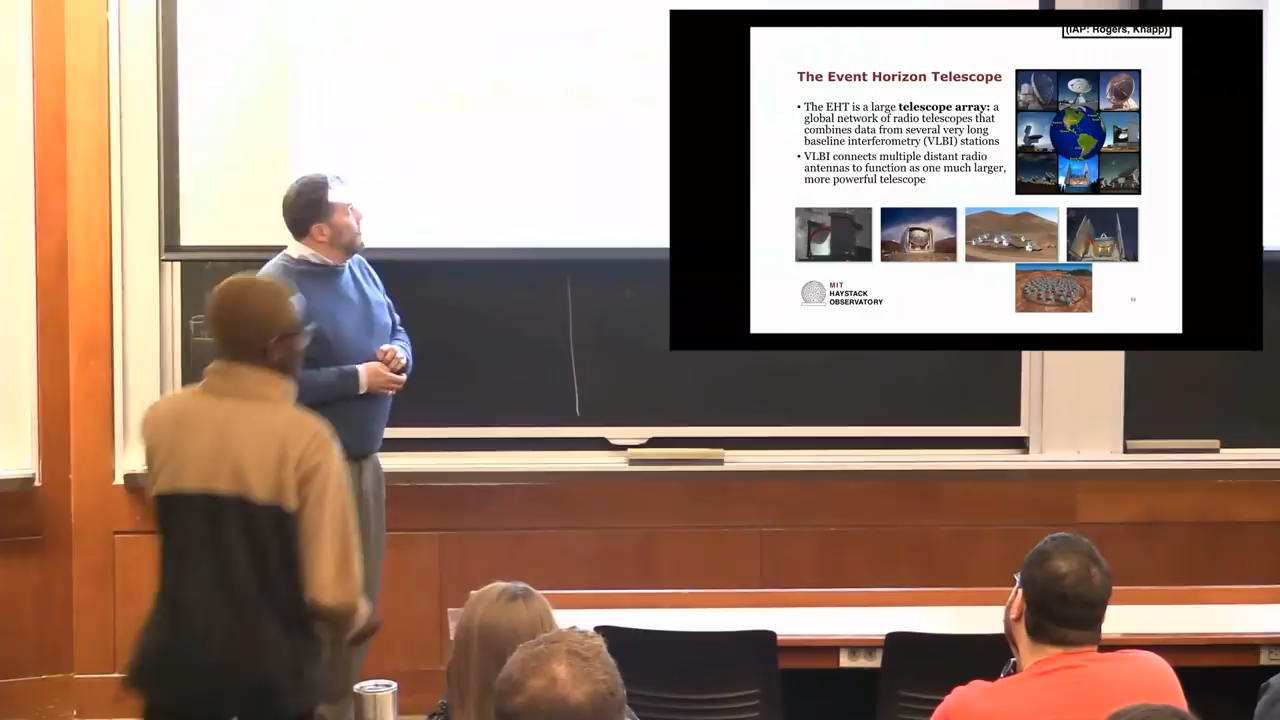 (IAP: Rogers, Knapp)
The Event Horizon Telescope
• The EHT is a large telescope array: a
global network of radio telescopes that
combines data from several very long
baseline interferometry (VLBI) stations
• VLBI connects multiple distant radio
antennas to function as one much larger,
more powerful telescope
MIT
HAYSTACK
OBSERVATORY